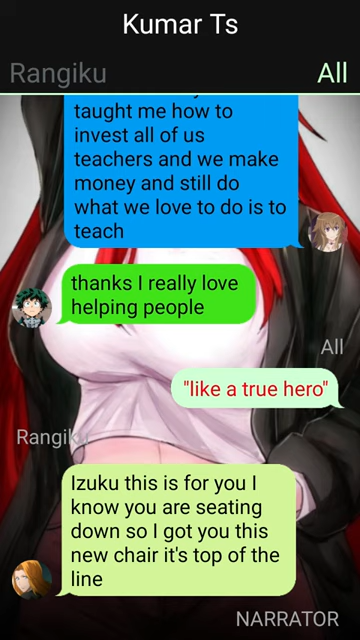 Kumar Ts
Rangiku
All
taught me how to
invest all of us
teachers and we make
money and still do
what we love to do is to
teach
thanks I really love
helping people
All
"like a true hero"
Rangiku
Izuku this is for you I
know you are seating
down so I got you this
new chair it's top of the
line
NARRATOR